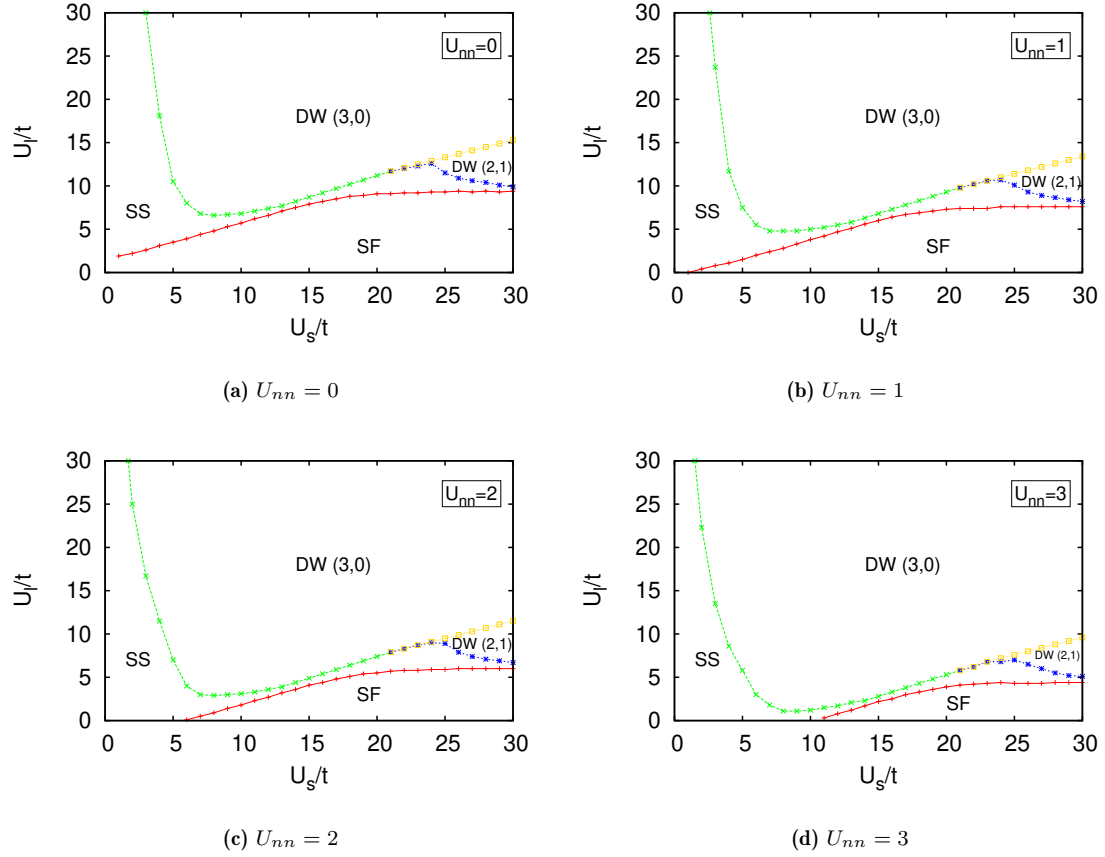 30
25
20
15
10
5
0
U_l/t
U_nn=0
DW (3,0)
DW (2,1)
SS
SF
0 5 10 15 20 25 30
U_s/t
(a) U_nn = 0
30
25
20
15
10
5
0
U_l/t
U_nn=1
DW (3,0)
DW (2,1)
SS
SF
0 5 10 15 20 25 30
U_s/t
(b) U_nn = 1
30
25
20
15
10
5
0
U_l/t
U_nn=2
DW (3,0)
DW (2,1)
SS
SF
0 5 10 15 20 25 30
U_s/t
(c) U_nn = 2
30
25
20
15
10
5
0
U_l/t
U_nn=3
DW (3,0)
DW (2,1)
SS
SF
0 5 10 15 20 25 30
U_s/t
(d) U_nn = 3